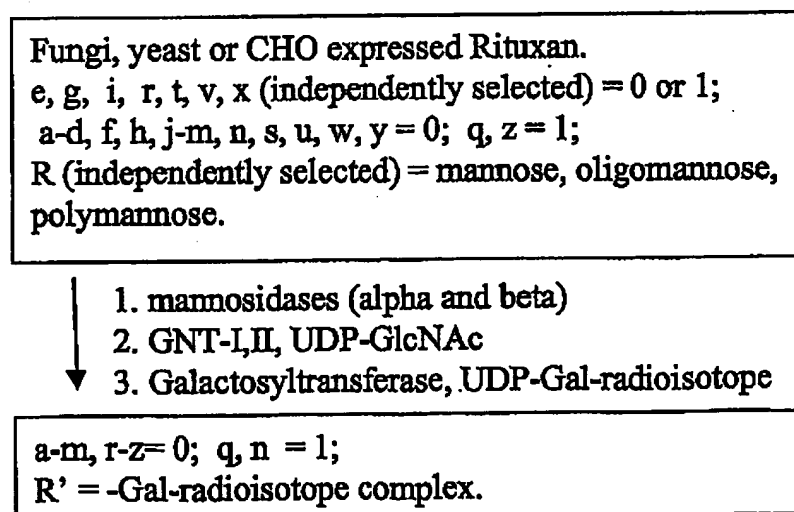 Fungi, yeast or CHO expressed Rituxan.
e, g, i, r, t, v, x (independently selected) = 0 or 1;
a-d, f, h, j-m, n, s, u, w, y = 0; q, z = 1;
R (independently selected) = mannose, oligomannose,
polymannose.
1. mannosidases (alpha and beta)
2. GNT-I,II, UDP-GlcNAc
3. Galactosyltransferase, UDP-Gal-radioisotope
a-m, r-z= 0; q, n = 1;
R' = -Gal-radioisotope complex.